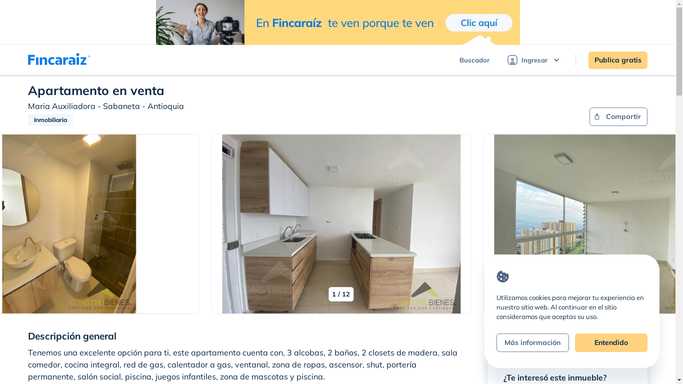 En Fincaraíz te ven porque te ven
Clic aquí
Fincaraiz
Buscador
Ingresar
Publica gratis
Apartamento en venta
Maria Auxiliadora - Sabaneta - Antioquia
Inmobiliaria
Compartir
1 / 12
BIENES
Utilizamos cookies para mejorar tu experiencia en
nuestro sitio web. Al continuar en el sitio
consideramos que aceptas su uso.
Más información
Entendido
Descripción general
Tenemos una excelente opción para ti, este apartamento cuenta con, 3 alcobas, 2 baños, 2 closets de madera, sala
comedor, cocina integral, red de gas, calentador a gas, ventanal, zona de ropas, ascensor, shut, portería
permanente, salón social, piscina, juegos infantiles, zona de mascotas y piscina.
¿Te interesó este inmueble?